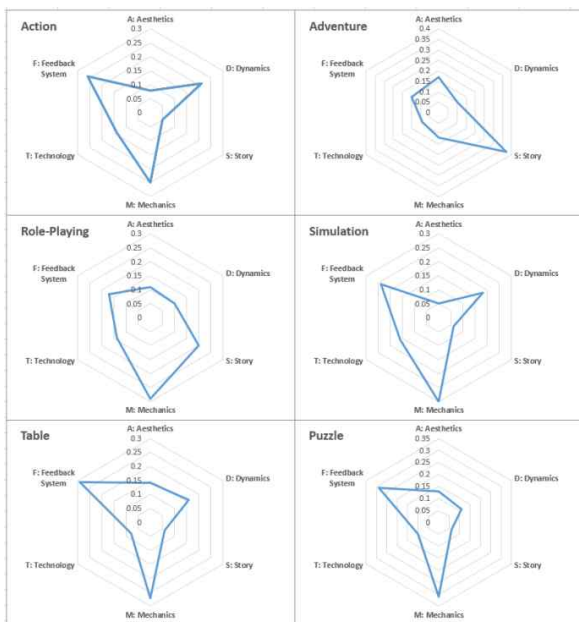 Action
A: Aesthetics
0.3
0.25
0.2
0.15
0.1
0.05
0
D: Dynamics
S: Story
M: Mechanics
T: Technology
F: Feedback
System
Adventure
A: Aesthetics
0.4
0.35
0.3
0.25
0.2
0.15
0.1
0.05
0
D: Dynamics
S: Story
M: Mechanics
T: Technology
F: Feedback
System
Role-Playing
A: Aesthetics
0.3
0.25
0.2
0.15
0.1
0.05
0
D: Dynamics
S: Story
M: Mechanics
T: Technology
F: Feedback
System
Simulation
A: Aesthetics
0.3
0.25
0.2
0.15
0.1
0.05
0
D: Dynamics
S: Story
M: Mechanics
T: Technology
F: Feedback
System
Table
A: Aesthetics
0.3
0.25
0.2
0.15
0.1
0.05
0
D: Dynamics
S: Story
M: Mechanics
T: Technology
F: Feedback
System
Puzzle
A: Aesthetics
0.35
0.3
0.25
0.2
0.15
0.1
0.05
0
D: Dynamics
S: Story
M: Mechanics
T: Technology
F: Feedback
System